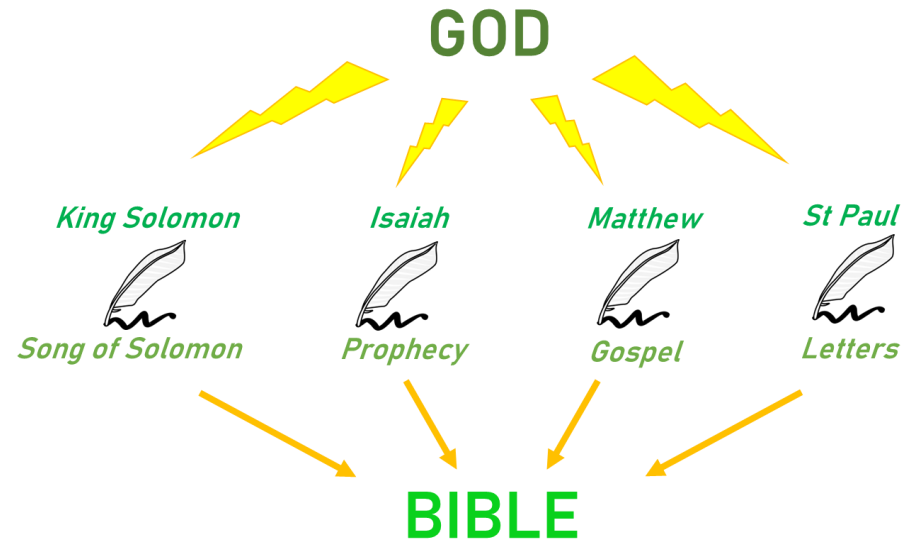 GOD
King Solomon
Isaiah
Matthew
St Paul
Song of Solomon
Prophecy
Gospel
Letters
BIBLE